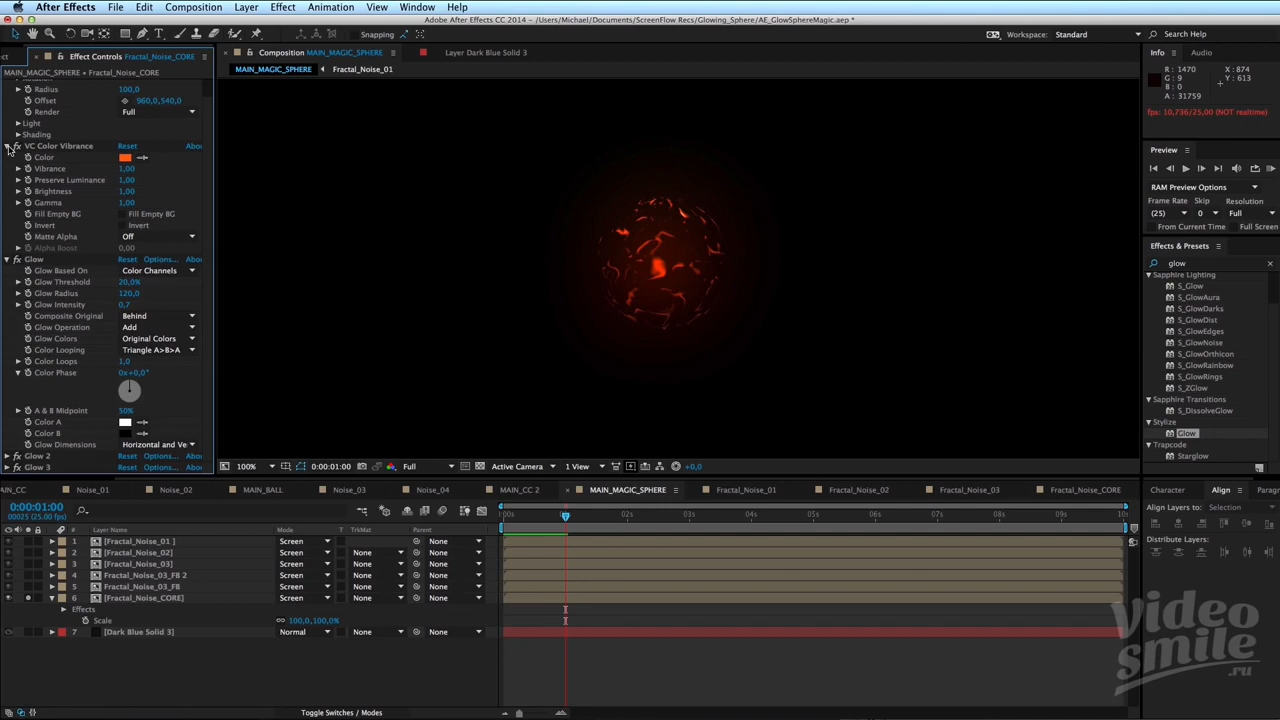 After Effects File Edit Composition Layer Effect Animation View Window Help
Adobe After Effects CC 2014 - /Users/Michael/Documents/ScreenFlow Recs/Glowing_Sphere/AE_GlowSphereMagic.aep *
Snapping Workspace: Standard Search Help
Effect Controls Fractal_Noise_CORE Composition MAIN_MAGIC_SPHERE Layer Dark Blue Solid 3 Info Audio
MAIN_MAGIC_SPHERE • Fractal_Noise_CORE MAIN_MAGIC_SPHERE Fractal_Noise_01
R : 1470 X : 874
G : 9 Y : 613
B : 0
A : 31759
fps: 10,736/25,00 (NOT realtime)
Radius 100,0
Offset 960,0,540,0
Render Full
Light
Shading
VC Color Vibrance Reset Abou
Color
Vibrance 1,00
Preserve Luminance 1,00
Brightness 1,00
Gamma 1,00
Fill Empty BG Fill Empty BG
Invert Invert
Matte Alpha Off
Alpha Boost 0,00
Glow Reset Options... Abou
Glow Based On Color Channels
Glow Threshold 20,0%
Glow Radius 120,0
Glow Intensity 0,7
Composite Original Behind
Glow Operation Add
Glow Colors Original Colors
Color Looping Triangle A>B>A
Color Loops 1,0
Color Phase 0x+0,0°
A & B Midpoint 50%
Color A
Color B
Glow Dimensions Horizontal and Ve
Glow 2 Reset Options... Abou
Glow 3 Reset Options... Abou
Preview
RAM Preview Options
Frame Rate Skip Resolution
(25) 0 Full
From Current Time Full Screen
Effects & Presets
glow
Sapphire Lighting
S_Glow
S_GlowAura
S_GlowDarks
S_GlowDist
S_GlowEdges
S_GlowNoise
S_GlowOrthicon
S_GlowRainbow
S_GlowRings
S_ZGlow
Sapphire Transitions
S_DissolveGlow
Stylize
Glow
Trapcode
Starglow
100% 0:00:01:00 Full Active Camera 1 View +0,0
AIN_CC Noise_01 Noise_02 MAIN_BALL Noise_03 Noise_04 MAIN_CC 2 MAIN_MAGIC_SPHERE Fractal_Noise_01 Fractal_Noise_02 Fractal_Noise_03 Fractal_Noise_CORE
Character Align Paragr
Align Layers to: Selection
Distribute Layers:
0:00:01:00
00025 (25.00 fps)
:00s 02s 03s 04s 05s 06s 07s 08s 09s 10s
# Layer Name Mode T TrkMat Parent
1 [Fractal_Noise_01 ] Screen None
2 [Fractal_Noise_02] Screen None None
3 [Fractal_Noise_03] Screen None None
4 Fractal_Noise_03_FB 2 Screen None None
5 Fractal_Noise_03_FB Screen None None
6 [Fractal_Noise_CORE] Screen None None
Effects
Scale 100,0,100,0%
7 [Dark Blue Solid 3] Normal None None
Toggle Switches / Modes
video
smile
.ru